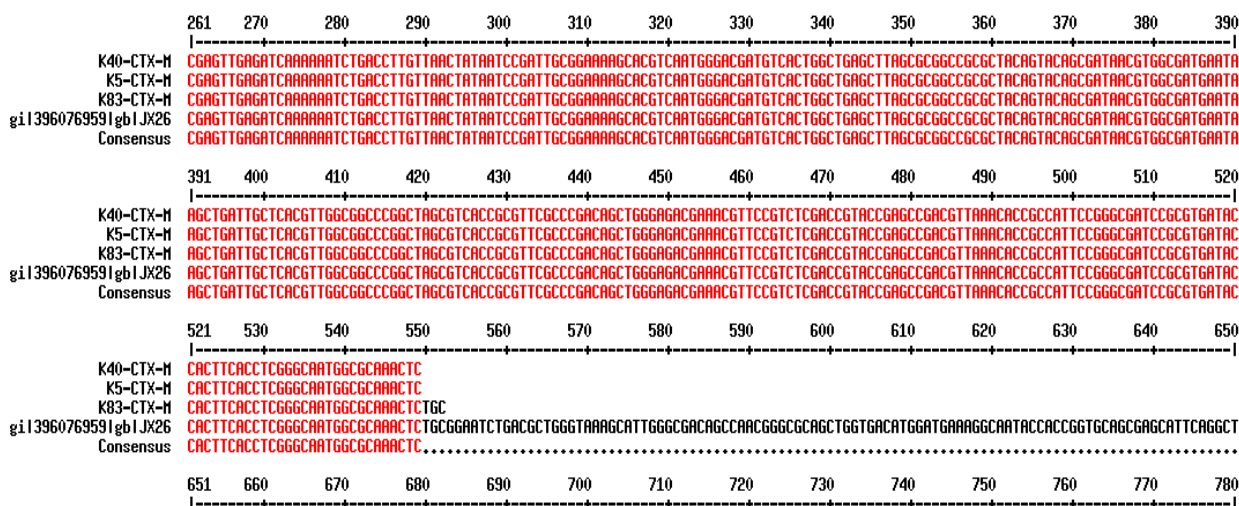 261 270 280 290 300 310 320 330 340 350 360 370 380 390
|--------+---------+---------+---------+---------+---------+---------+---------+---------+---------+---------+---------+---------|
K40-CTX-M CGAGTTGAGATCAAAAAATCTGACCTTGTTAACTATAATCCGATTGCGGAAAAGCACGTCAATGGGACGATGTCACTGGCTGAGCTTAGCGCGGCCGCGCTACAGTACAGCGATAACGTGGCGATGAATA
K5-CTX-M CGAGTTGAGATCAAAAAATCTGACCTTGTTAACTATAATCCGATTGCGGAAAAGCACGTCAATGGGACGATGTCACTGGCTGAGCTTAGCGCGGCCGCGCTACAGTACAGCGATAACGTGGCGATGAATA
K83-CTX-M CGAGTTGAGATCAAAAAATCTGACCTTGTTAACTATAATCCGATTGCGGAAAAGCACGTCAATGGGACGATGTCACTGGCTGAGCTTAGCGCGGCCGCGCTACAGTACAGCGATAACGTGGCGATGAATA
gi|396076959|gb|JX26 CGAGTTGAGATCAAAAAATCTGACCTTGTTAACTATAATCCGATTGCGGAAAAGCACGTCAATGGGACGATGTCACTGGCTGAGCTTAGCGCGGCCGCGCTACAGTACAGCGATAACGTGGCGATGAATA
Consensus CGAGTTGAGATCAAAAAATCTGACCTTGTTAACTATAATCCGATTGCGGAAAAGCACGTCAATGGGACGATGTCACTGGCTGAGCTTAGCGCGGCCGCGCTACAGTACAGCGATAACGTGGCGATGAATA
391 400 410 420 430 440 450 460 470 480 490 500 510 520
|--------+---------+---------+---------+---------+---------+---------+---------+---------+---------+---------+---------+---------|
K40-CTX-M AGCTGATTGCTCACGTTGGCGGCCCGGCTAGCGTCACCGCGTTCGCCCGACAGCTGGGAGACGAAACGTTCCGTCTCGACCGTACCGAGCCGACGTTAAACACCGCCATTCCGGGCGATCCGCGTGATAC
K5-CTX-M AGCTGATTGCTCACGTTGGCGGCCCGGCTAGCGTCACCGCGTTCGCCCGACAGCTGGGAGACGAAACGTTCCGTCTCGACCGTACCGAGCCGACGTTAAACACCGCCATTCCGGGCGATCCGCGTGATAC
K83-CTX-M AGCTGATTGCTCACGTTGGCGGCCCGGCTAGCGTCACCGCGTTCGCCCGACAGCTGGGAGACGAAACGTTCCGTCTCGACCGTACCGAGCCGACGTTAAACACCGCCATTCCGGGCGATCCGCGTGATAC
gi|396076959|gb|JX26 AGCTGATTGCTCACGTTGGCGGCCCGGCTAGCGTCACCGCGTTCGCCCGACAGCTGGGAGACGAAACGTTCCGTCTCGACCGTACCGAGCCGACGTTAAACACCGCCATTCCGGGCGATCCGCGTGATAC
Consensus AGCTGATTGCTCACGTTGGCGGCCCGGCTAGCGTCACCGCGTTCGCCCGACAGCTGGGAGACGAAACGTTCCGTCTCGACCGTACCGAGCCGACGTTAAACACCGCCATTCCGGGCGATCCGCGTGATAC
521 530 540 550 560 570 580 590 600 610 620 630 640 650
|--------+---------+---------+---------+---------+---------+---------+---------+---------+---------+---------+---------+---------|
K40-CTX-M CACTTCACCTCGGGCAATGGCGCAAACTC
K5-CTX-M CACTTCACCTCGGGCAATGGCGCAAACTC
K83-CTX-M CACTTCACCTCGGGCAATGGCGCAAACTCTGC
gi|396076959|gb|JX26 CACTTCACCTCGGGCAATGGCGCAAACTCTGCGGAATCTGACGCTGGGTAAAGCATTGGGCGACAGCCAACGGGCGCAGCTGGTGACATGGATGAAAGGCAATACCACCGGTGCAGCGAGCATTCAGGCT
Consensus CACTTCACCTCGGGCAATGGCGCAAACTC.....................................................................................................
651 660 670 680 690 700 710 720 730 740 750 760 770 780
|--------+---------+---------+---------+---------+---------+---------+---------+---------+---------+---------+---------+---------|